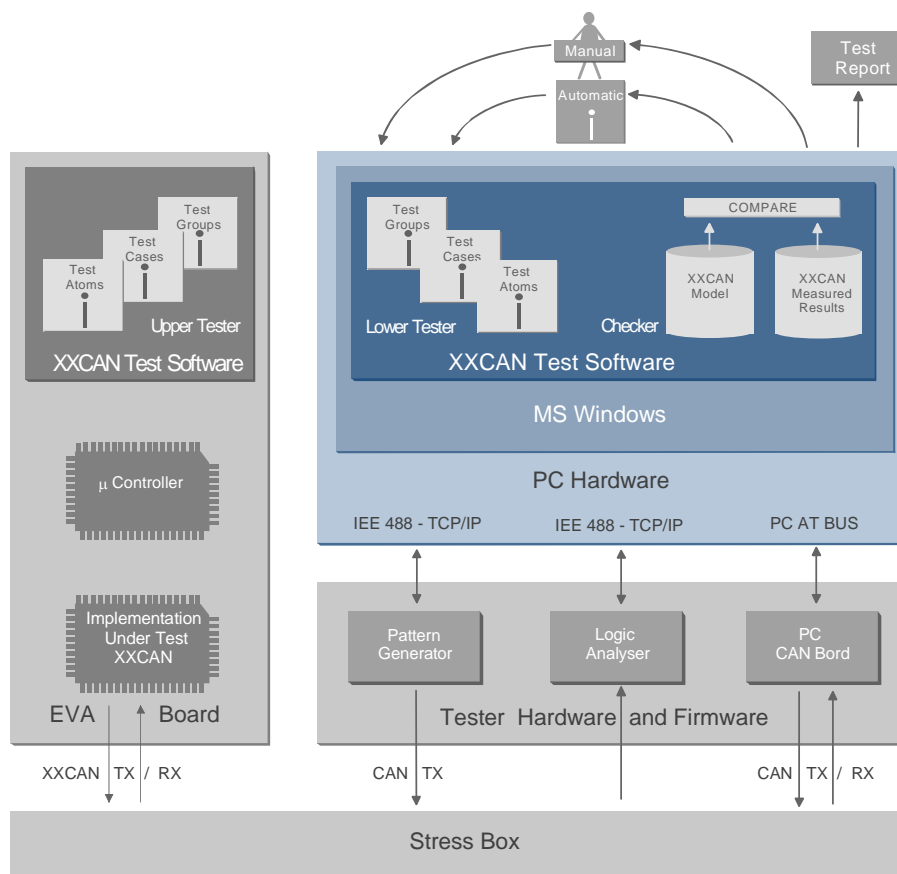 Manual
Automatic
Test
Report
Test
Groups
Test
Cases
Test
Atoms
Upper Tester
XXCAN Test Software
μ Controller
Implementation
Under Test
XXCAN
EVA Board
XXCAN TX / RX
Test
Groups
Test
Cases
Test
Atoms
Lower Tester
COMPARE
XXCAN
Model
XXCAN
Measured
Results
Checker
XXCAN Test Software
MS Windows
PC Hardware
IEE 488 - TCP/IP
IEE 488 - TCP/IP
PC AT BUS
Pattern
Generator
Logic
Analyser
PC
CAN Bord
Tester Hardware and Firmware
CAN TX
CAN TX / RX
Stress Box